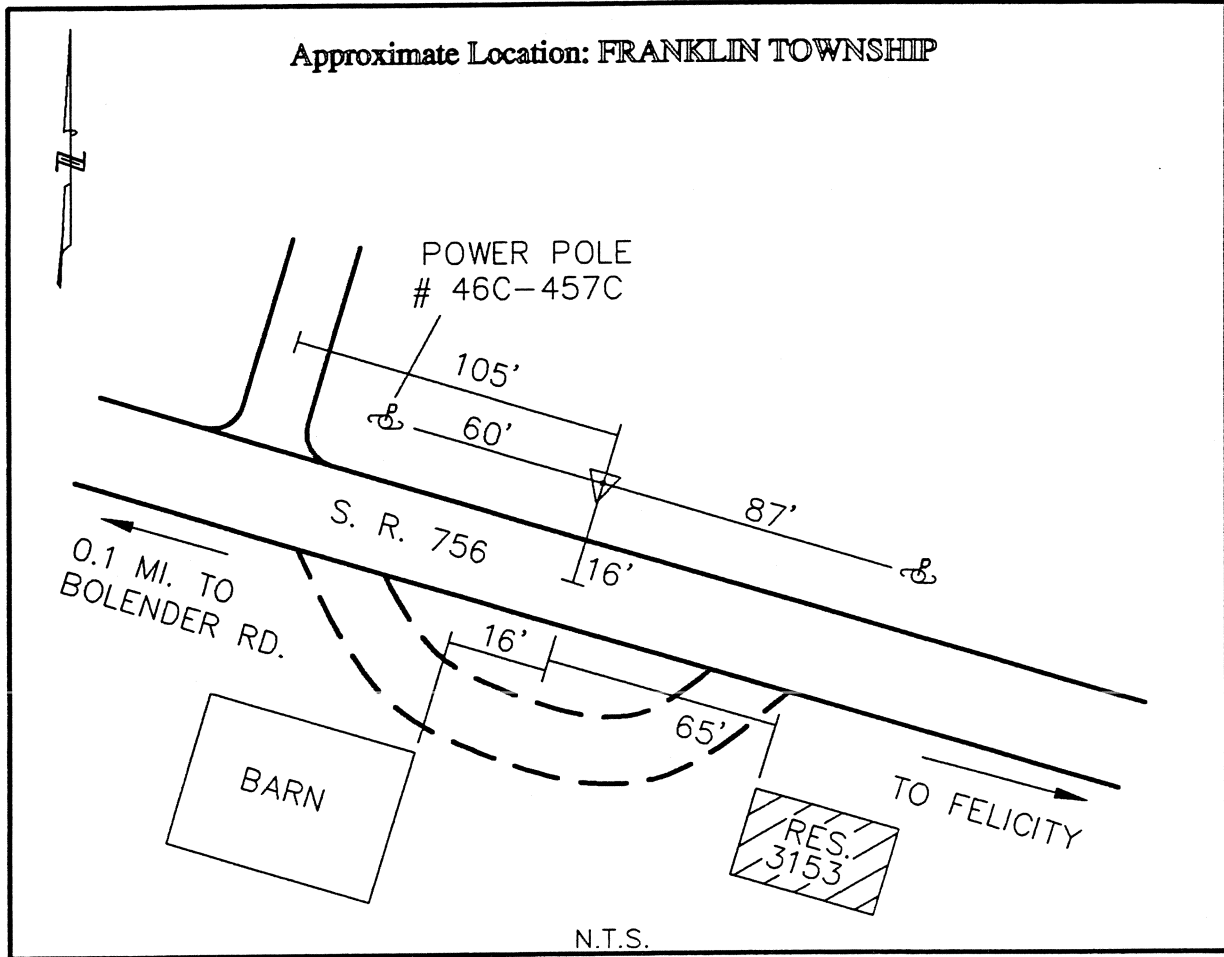 Approximate Location: FRANKLIN TOWNSHIP
N
POWER POLE
# 46C-457C
105'
60'
87'
S. R. 756
16'
0.1 MI. TO
BOLENDER RD.
16'
65'
BARN
TO FELICITY
RES.
3153
N.T.S.